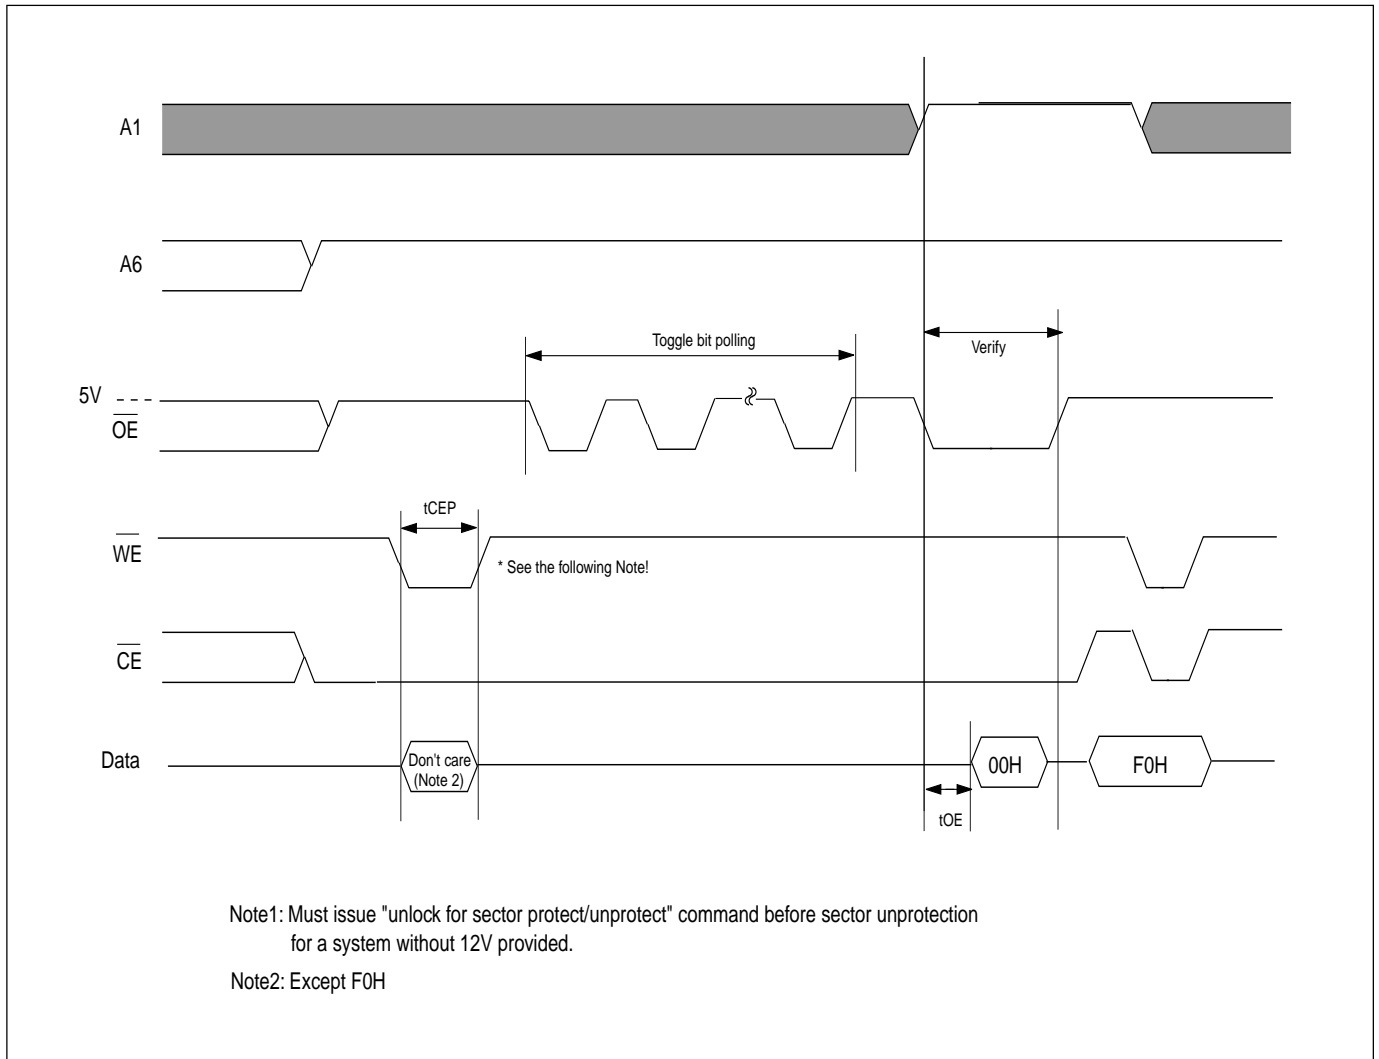 A1
A6
Toggle bit polling
Verify
5V
OE
tCEP
WE
* See the following Note!
CE
Data
Don't care
(Note 2)
00H
F0H
tOE
Note1: Must issue "unlock for sector protect/unprotect" command before sector unprotection
for a system without 12V provided.
Note2: Except F0H